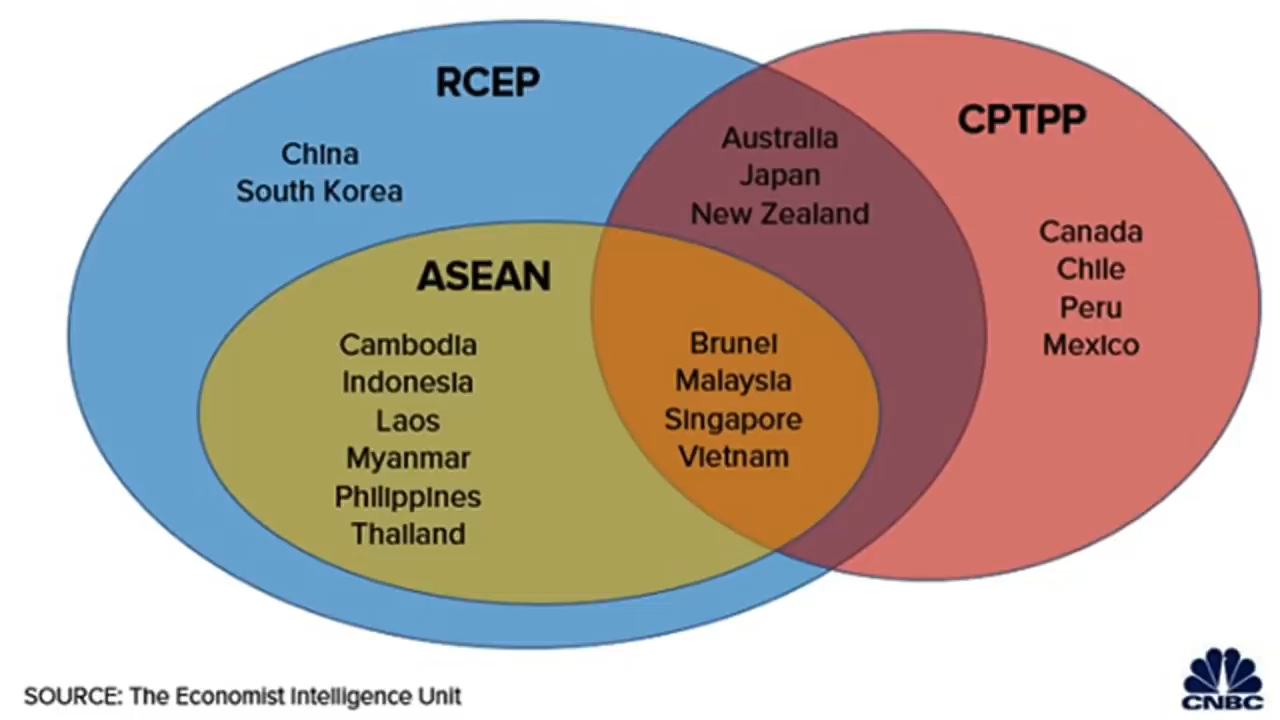 RCEP
China
South Korea
ASEAN
Cambodia
Indonesia
Laos
Myanmar
Philippines
Thailand
Australia
Japan
New Zealand
Brunei
Malaysia
Singapore
Vietnam
CPTPP
Canada
Chile
Peru
Mexico
SOURCE: The Economist Intelligence Unit
CNBC